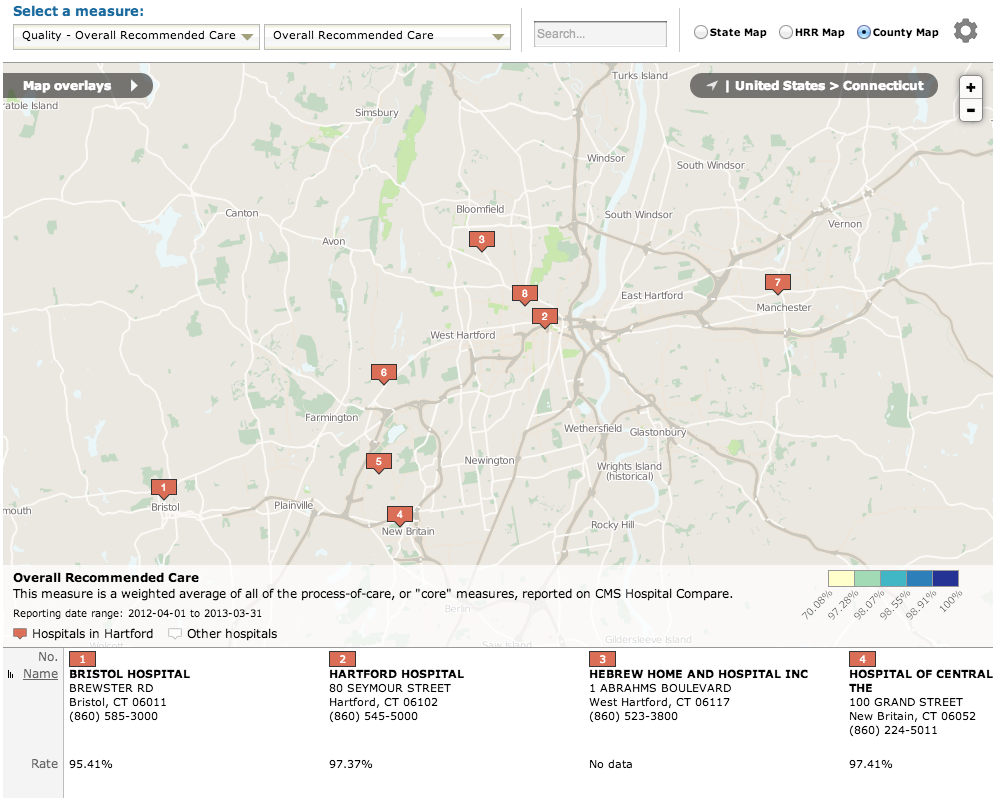 Select a measure:
Quality - Overall Recommended Care
Overall Recommended Care
Search...
State Map
HRR Map
County Map
Map overlays
| United States > Connecticut
+
-
Turks Island
ratole Island
Simsbury
Windsor
South Windsor
Canton
Bloomfield
South Windsor
Vernon
Avon
3
7
8
East Hartford
2
Manchester
West Hartford
6
Farmington
Wethersfield
Glastonbury
5
Newington
Wrights Island
(historical)
1
Bristol
Plainville
mouth
4
New Britain
Rocky Hill
Overall Recommended Care
This measure is a weighted average of all of the process-of-care, or "core" measures, reported on CMS Hospital Compare.
Reporting date range: 2012-04-01 to 2013-03-31
70.08%
97.28%
98.07%
98.55%
98.91%
100%
Berlin
Hospitals in Hartford
Other hospitals
Wolcott
Saw Island
Gildersleeve Island
No.
Name
1
BRISTOL HOSPITAL
BREWSTER RD
Bristol, CT 06011
(860) 585-3000
2
HARTFORD HOSPITAL
80 SEYMOUR STREET
Hartford, CT 06102
(860) 545-5000
3
HEBREW HOME AND HOSPITAL INC
1 ABRAHMS BOULEVARD
West Hartford, CT 06117
(860) 523-3800
4
HOSPITAL OF CENTRAL
THE
100 GRAND STREET
New Britain, CT 06052
(860) 224-5011
Rate
95.41%
97.37%
No data
97.41%